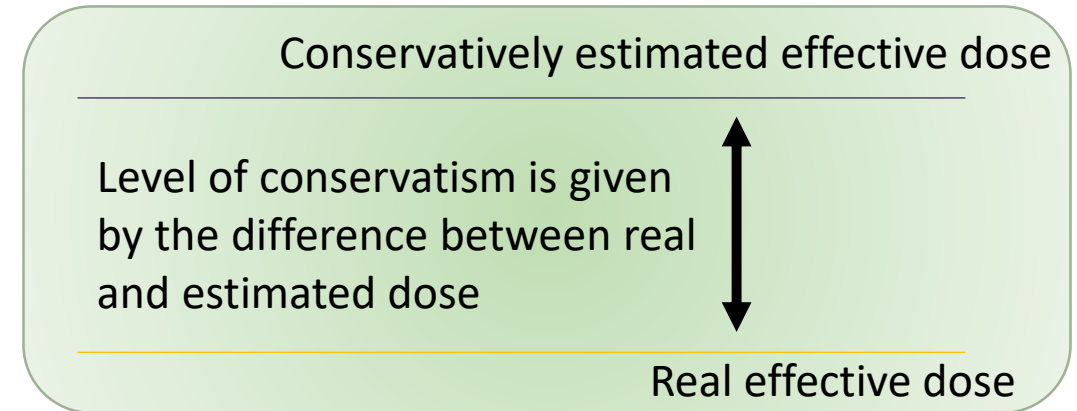 Conservatively estimated effective dose
Level of conservatism is given
by the difference between real
and estimated dose
Real effective dose